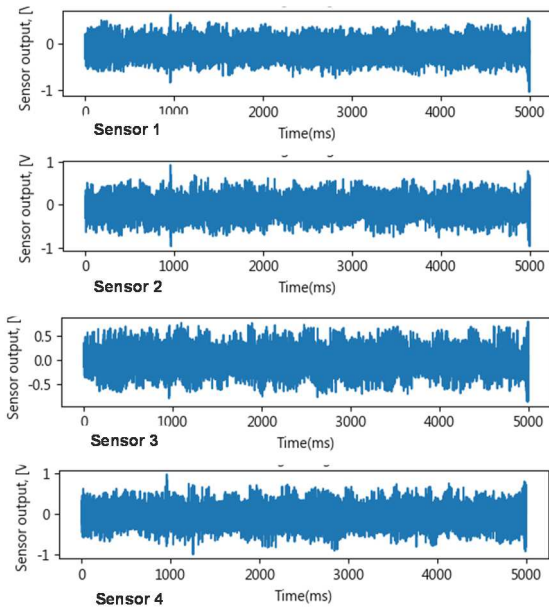 Sensor output, [V
0
-1
0 1000 2000 3000 4000 5000
Sensor 1
Time(ms)
Sensor output, [V
1
0
-1
0 1000 2000 3000 4000 5000
Time(ms)
Sensor 2
Sensor output, [V
0.5
0.0
-0.5
0 1000 2000 3000 4000 5000
Sensor 3
Time(ms)
Sensor output, [V
1
0
-1
0 1000 2000 3000 4000 5000
Sensor 4